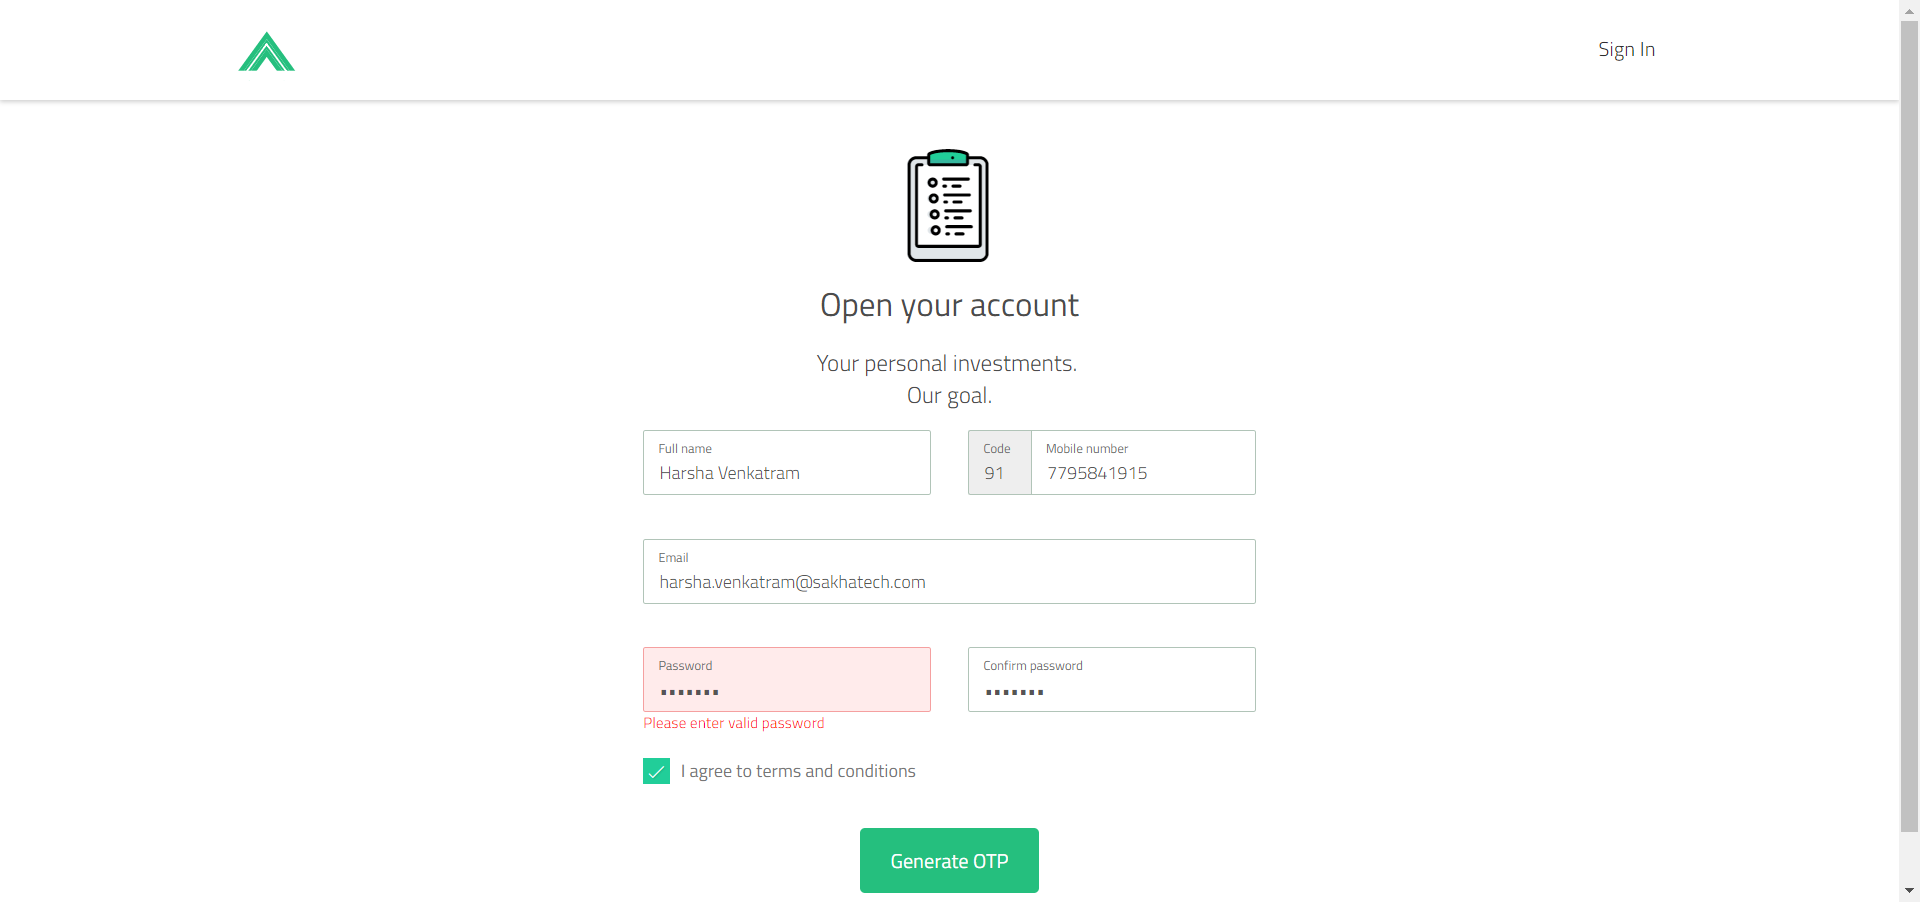 Sign In
Open your account
Your personal investments.
Our goal.
Full name
Harsha Venkatram
Code
91
Mobile number
7795841915
Email
harsha.venkatram@sakhatech.com
Password
Confirm password
Please enter valid password
I agree to terms and conditions
Generate OTP